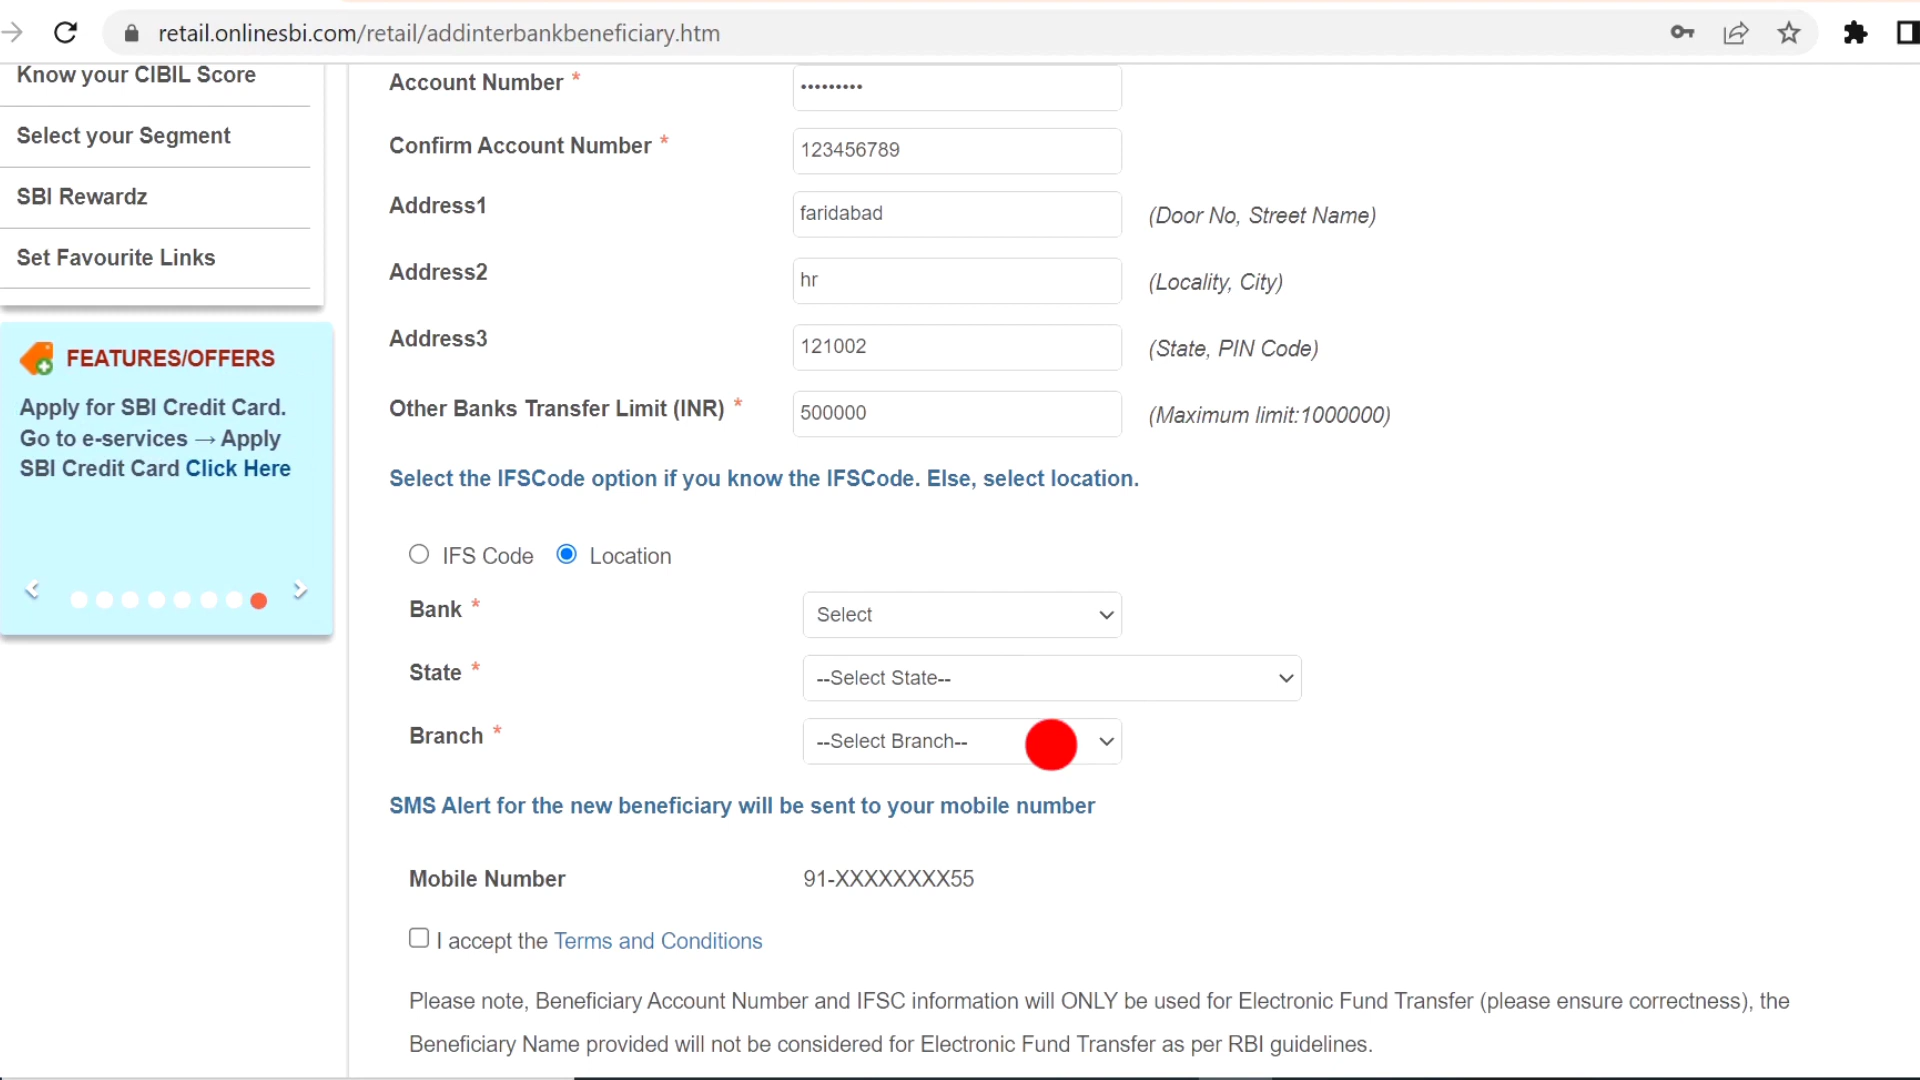 retail.onlinesbi.com/retail/addinterbankbeneficiary.htm
Know your CIBIL Score
Select your Segment
SBI Rewardz
Set Favourite Links
FEATURES/OFFERS
Apply for SBI Credit Card.
Go to e-services → Apply
SBI Credit Card Click Here
Account Number *
•••••••••
Confirm Account Number *
123456789
Address1
faridabad
(Door No, Street Name)
Address2
hr
(Locality, City)
Address3
121002
(State, PIN Code)
Other Banks Transfer Limit (INR) *
500000
(Maximum limit:1000000)
Select the IFSCode option if you know the IFSCode. Else, select location.
IFS Code Location
Bank *
Select
State *
--Select State--
Branch *
--Select Branch--
SMS Alert for the new beneficiary will be sent to your mobile number
Mobile Number
91-XXXXXXXX55
I accept the Terms and Conditions
Please note, Beneficiary Account Number and IFSC information will ONLY be used for Electronic Fund Transfer (please ensure correctness), the
Beneficiary Name provided will not be considered for Electronic Fund Transfer as per RBI guidelines.